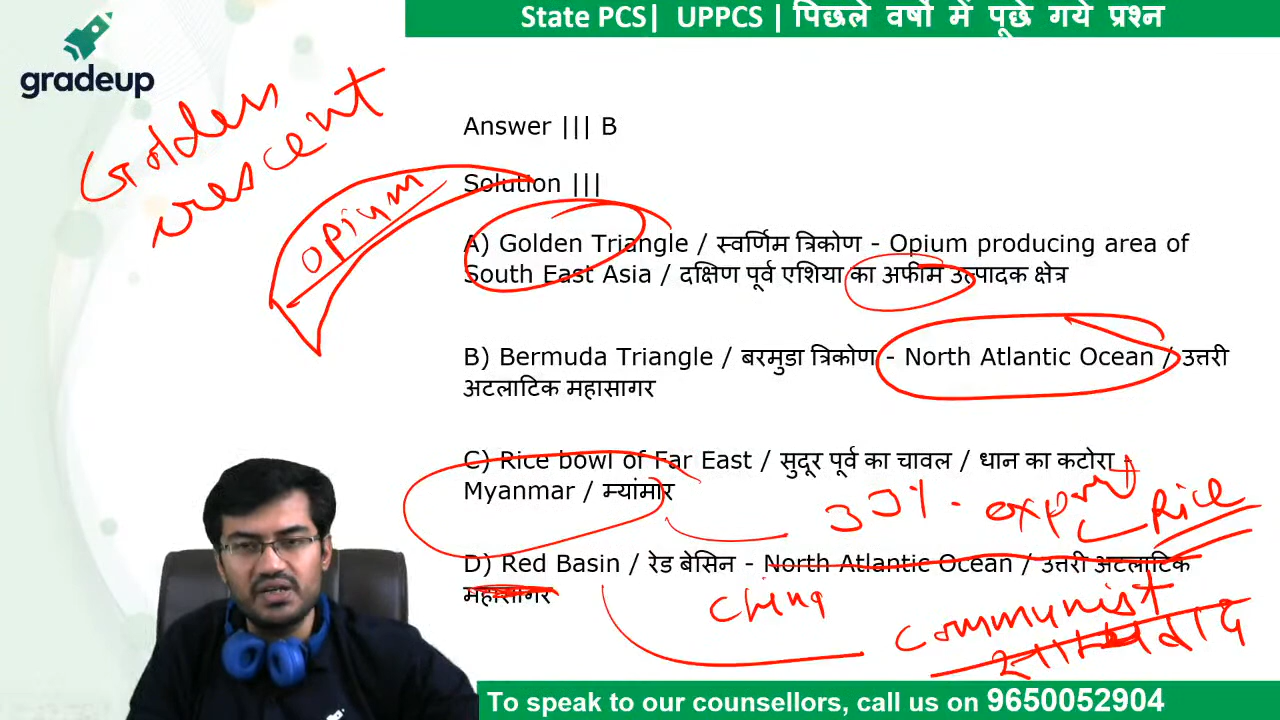 State PCS| UPPCS | पिछले वर्षो में पूछे गये प्रश्न
gradeup
Golden
crescent
opium
Answer ||| B
Solution |||
A) Golden Triangle / स्वर्णिम त्रिकोण - Opium producing area of
South East Asia / दक्षिण पूर्व एशिया का अफीम उत्पादक क्षेत्र
B) Bermuda Triangle / बरमुडा त्रिकोण - North Atlantic Ocean / उत्तरी
अटलाटिक महासागर
C) Rice bowl of Far East / सुदूर पूर्व का चावल / धान का कटोरा -
Myanmar / म्यांमार
33%. export
Rice
D) Red Basin / रेड बेसिन - North Atlantic Ocean / उत्तरी अटलाटिक
महासागर
China
communist
साम्यवाद
To speak to our counsellors, call us on 9650052904